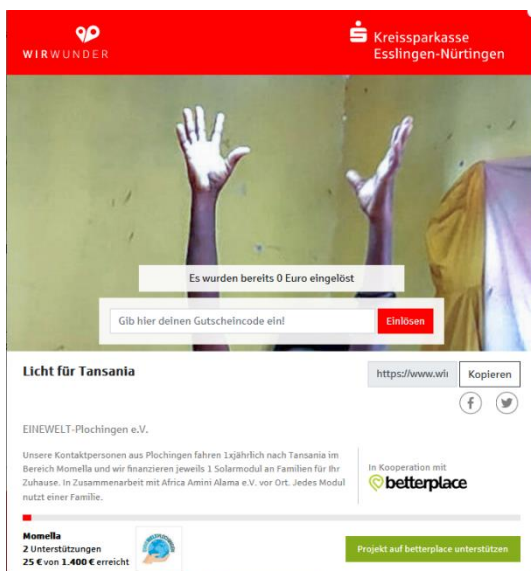 WIRWUNDER
Kreissparkasse
Esslingen-Nürtingen
Es wurden bereits 0 Euro eingelöst
Gib hier deinen Gutscheincode ein!
Einlösen
Licht für Tansania
https://www.wi
Kopieren
EINEWELT-Plochingen e.V.
Unsere Kontaktpersonen aus Plochingen fahren 1xjährlich nach Tansania im
Bereich Momella und wir finanzieren jeweils 1 Solarmodul an Familien für Ihr
Zuhause. In Zusammenarbeit mit Africa Amini Alama e.V. vor Ort. Jedes Modul
nutzt einer Familie.
In Kooperation mit
betterplace
Momella
2 Unterstützungen
25 € von 1.400 € erreicht
Projekt auf betterplace unterstützen